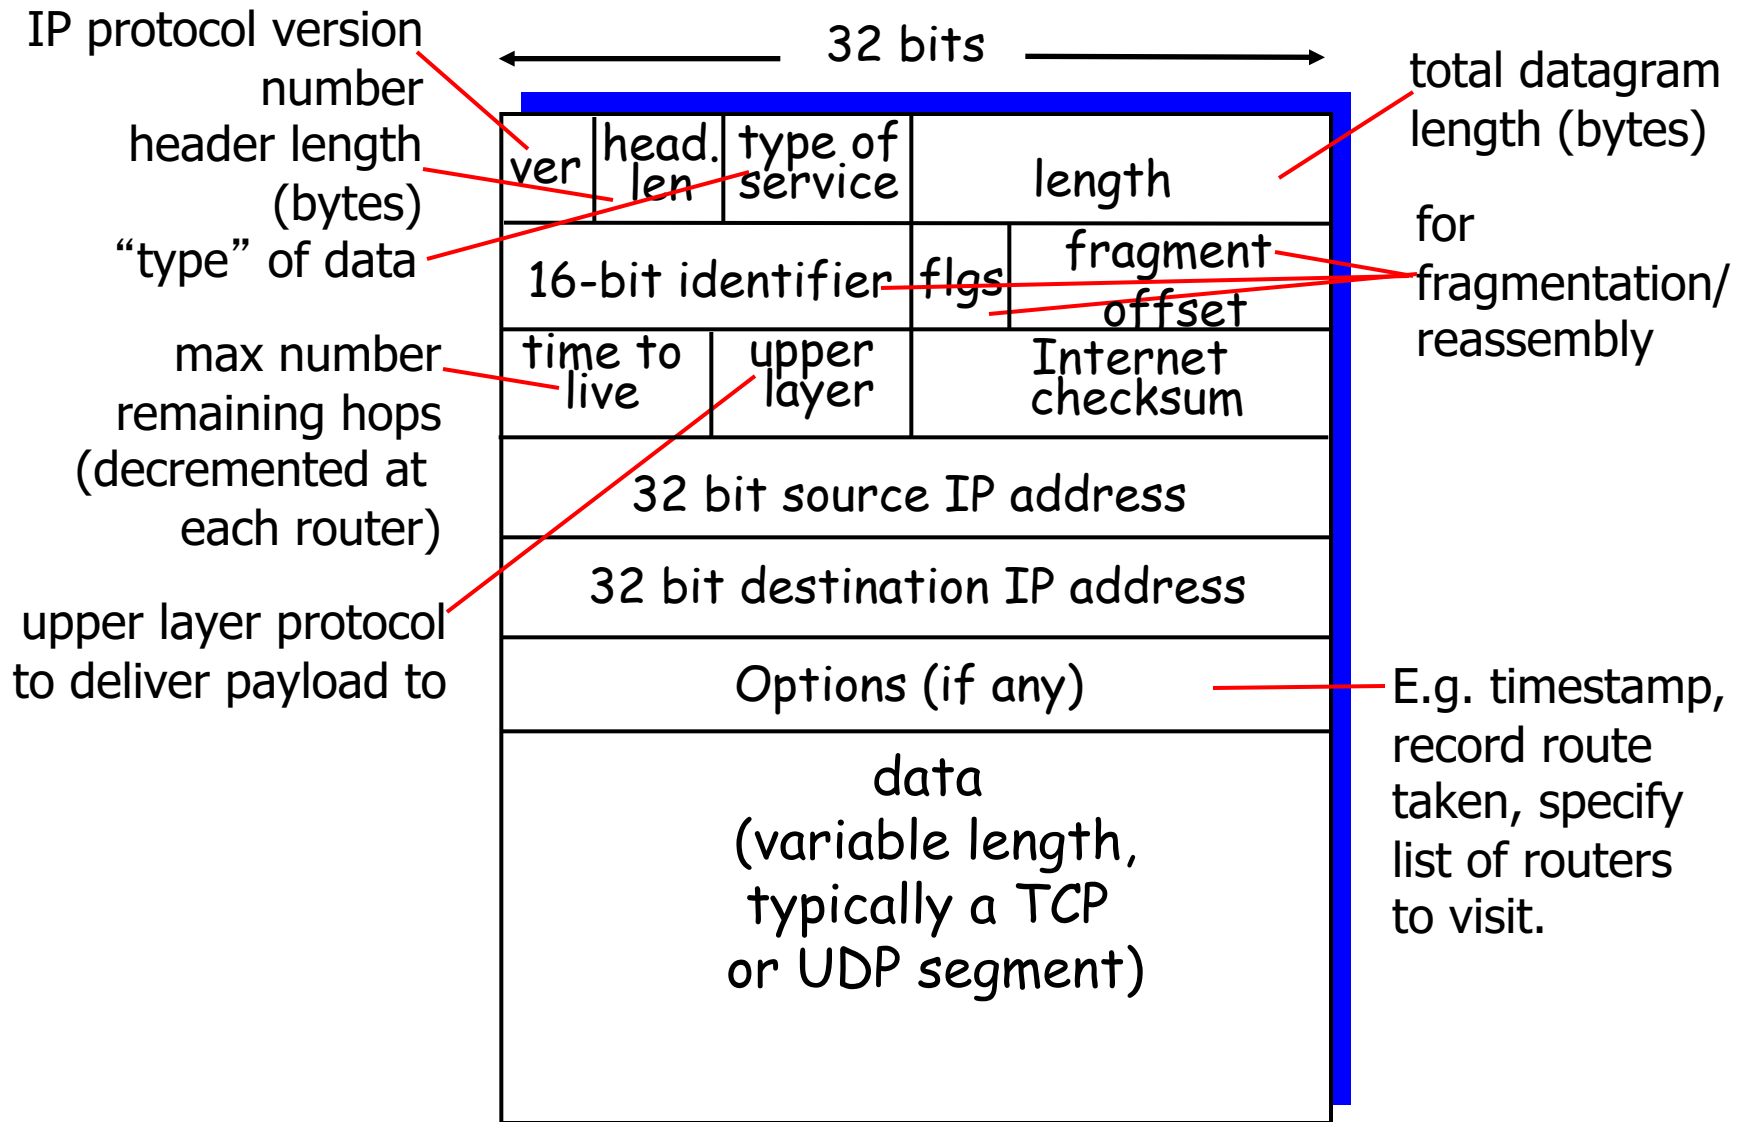 IP protocol version
number
header length
(bytes)
“type” of data
max number
remaining hops
(decremented at
each router)
upper layer protocol
to deliver payload to
32 bits
ver
head.
len
type of
service
length
16-bit identifier
flgs
fragment
offset
time to
live
upper
layer
Internet
checksum
32 bit source IP address
32 bit destination IP address
Options (if any)
data
(variable length,
typically a TCP
or UDP segment)
total datagram
length (bytes)
for
fragmentation/
reassembly
E.g. timestamp,
record route
taken, specify
list of routers
to visit.